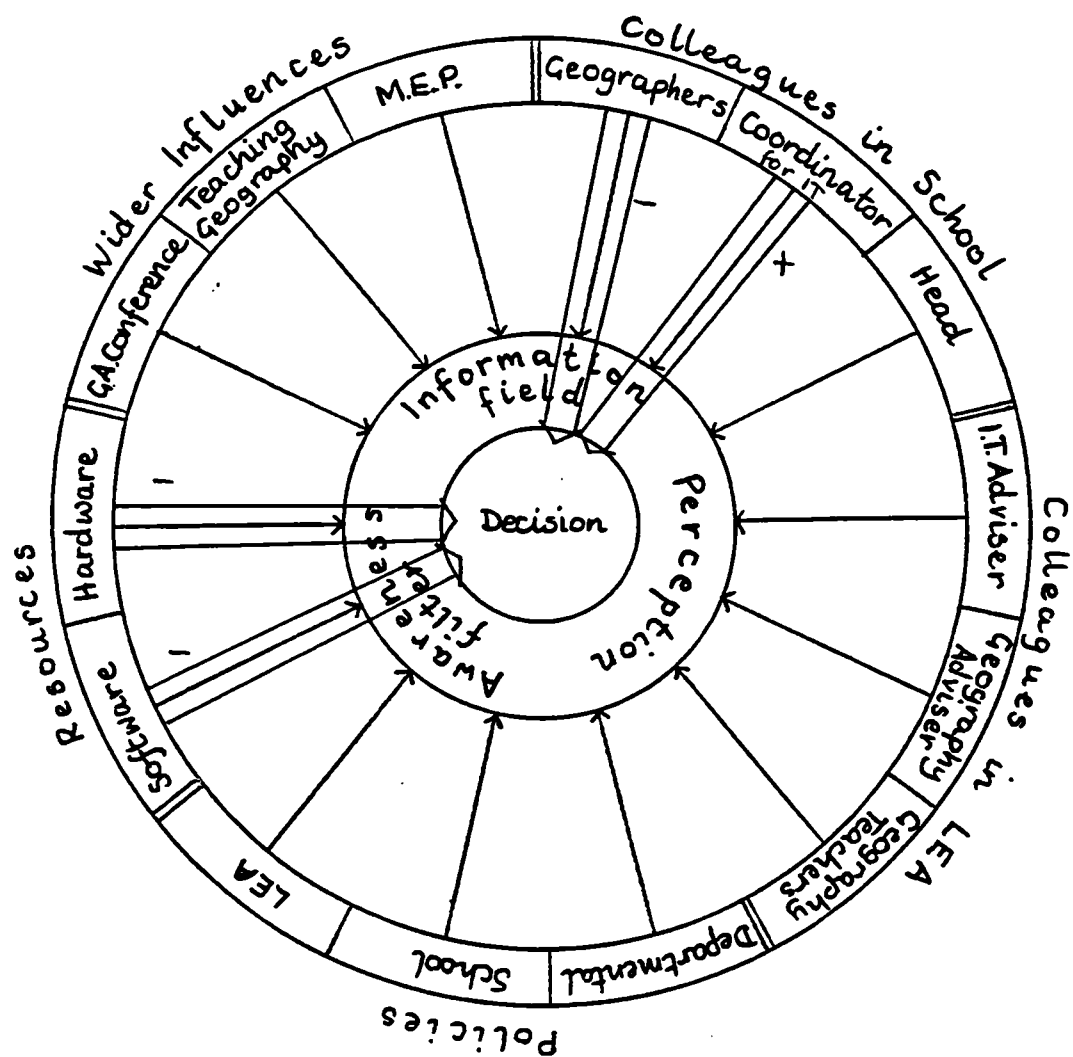 Wider Influences
G.A. Conference
Teaching
Geography
M.E.P.
Colleagues in School
Geographers
Coordinator
for IT
Head
Colleagues in LEA
I.T. Adviser
Geography
Adviser
Geography
Teachers
Policies
Departmental
School
LEA
Resources
Software
Hardware
Information
field
Perception
Awareness
filter
Decision
-
+
-
-